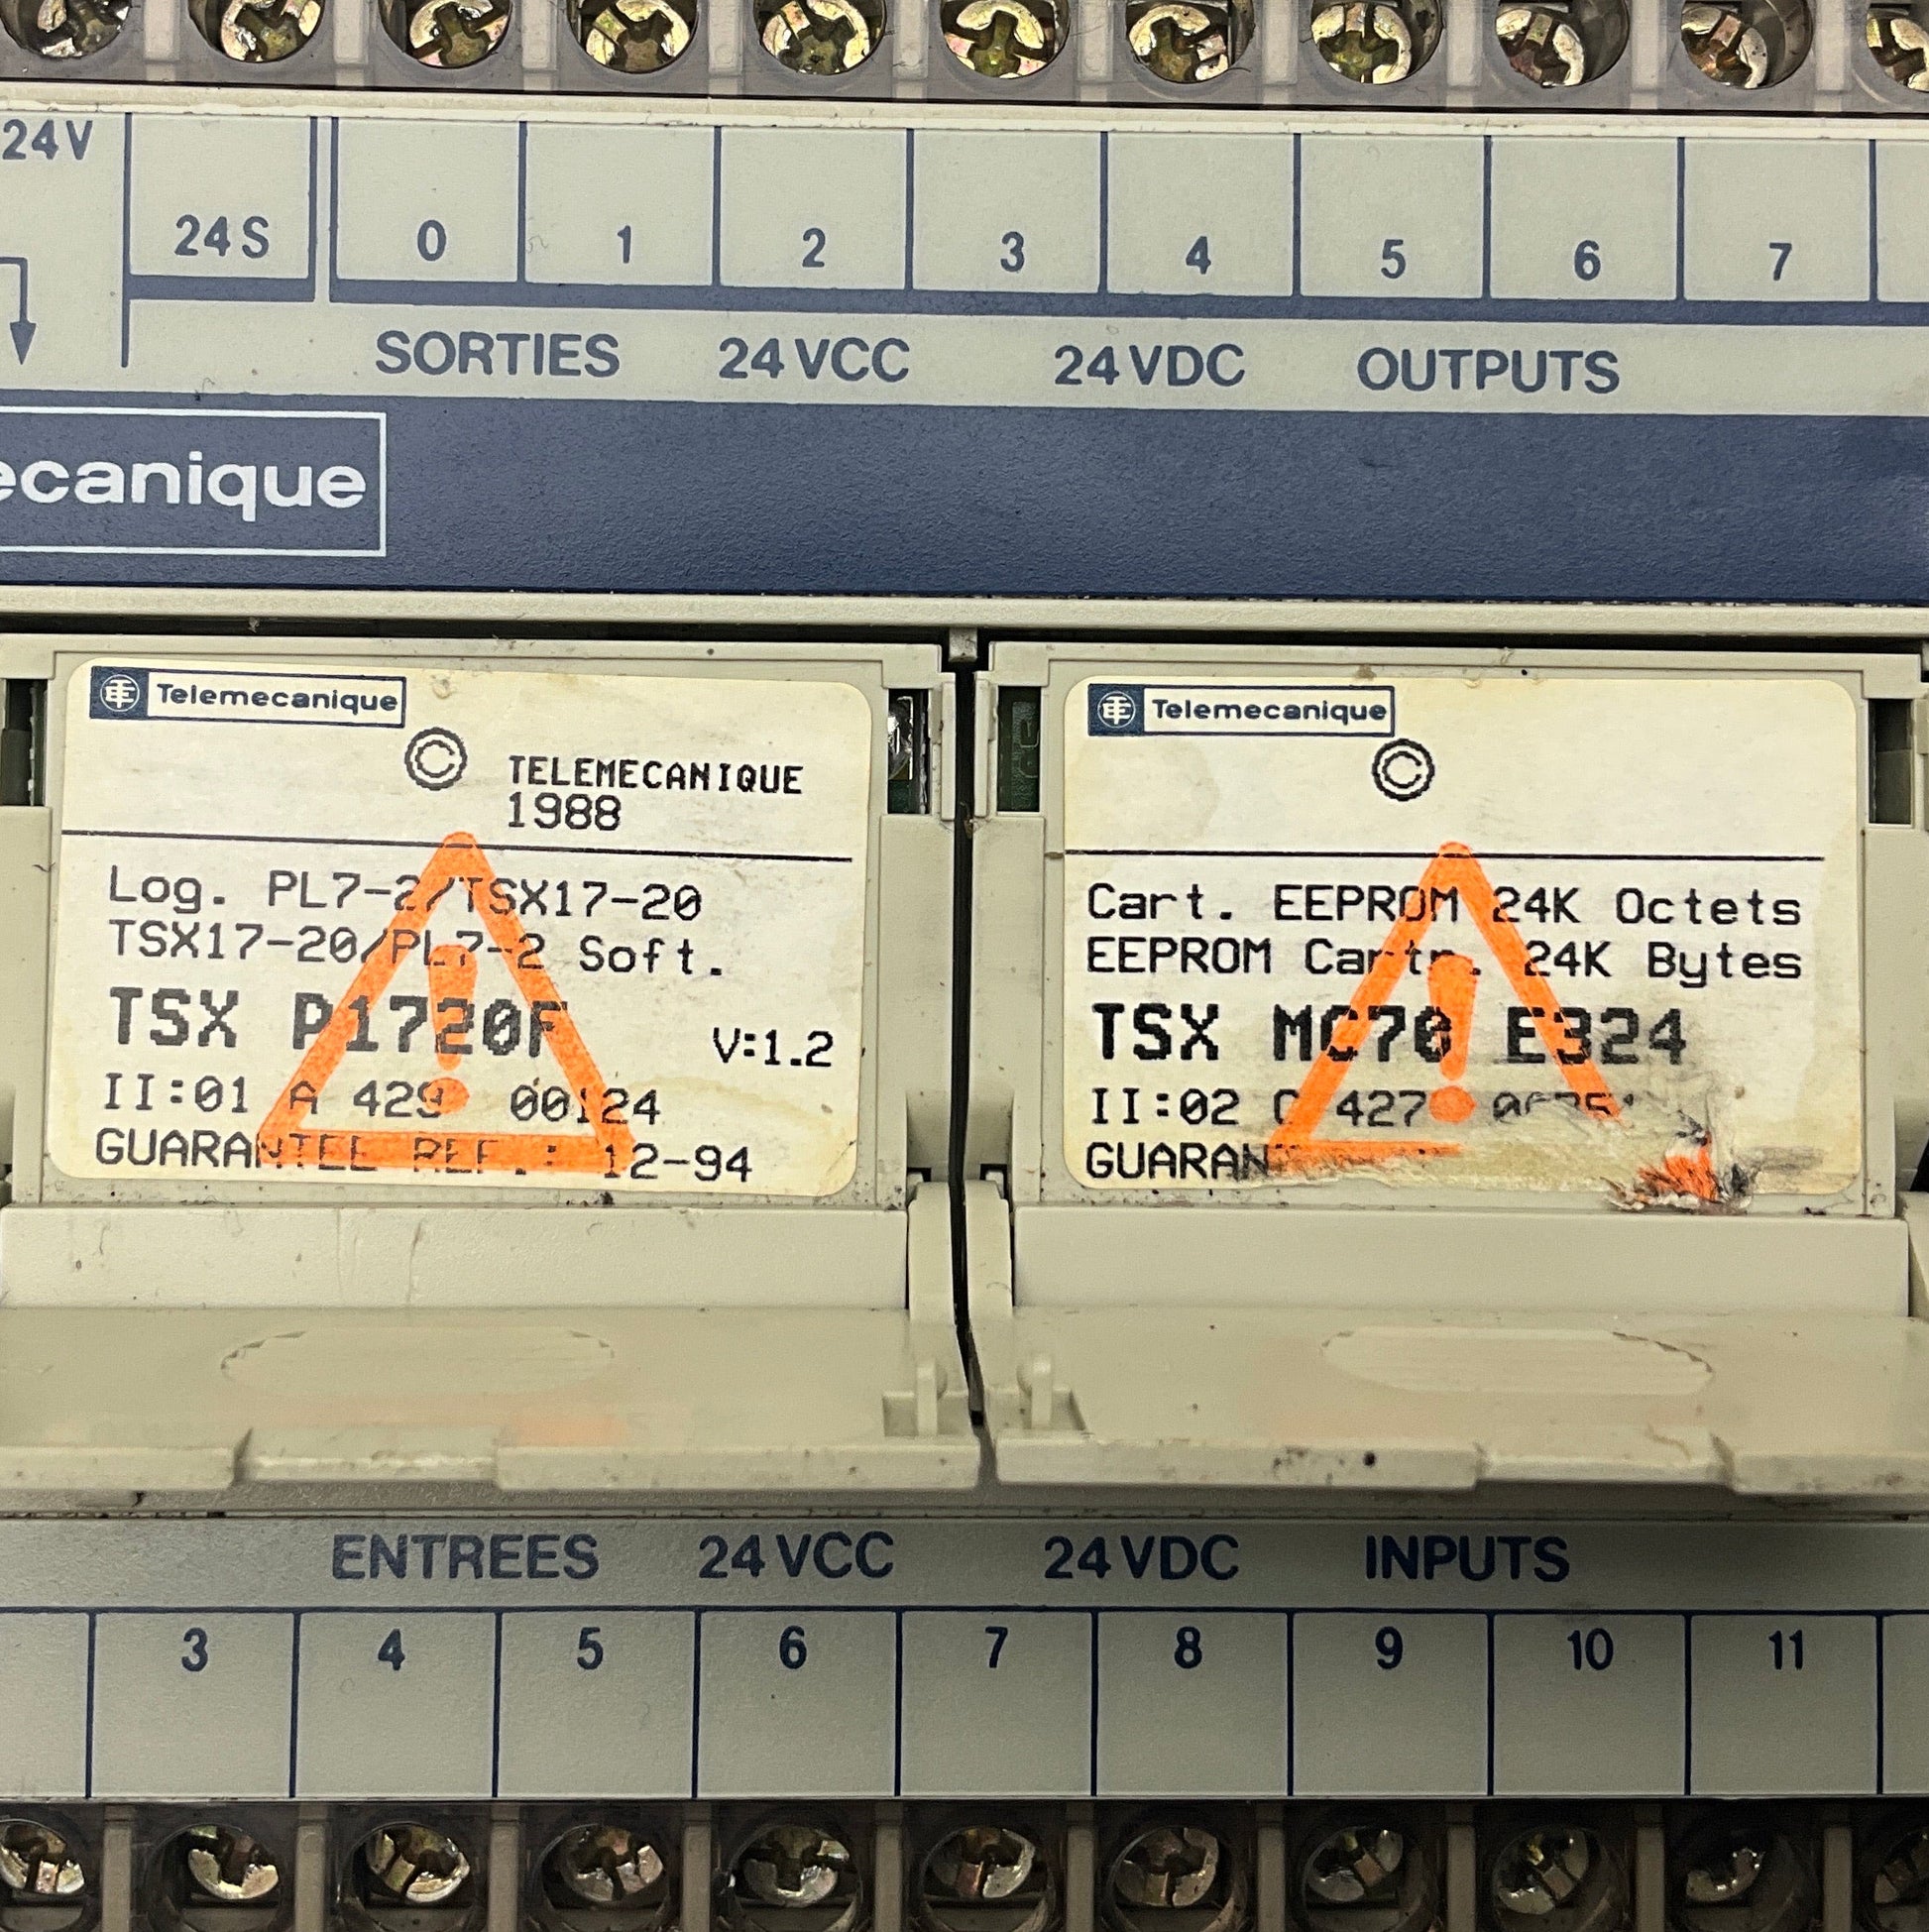 24V
24S 0 1 2 3 4 5 6 7
SORTIES 24VCC 24VDC OUTPUTS
ecanique
Telemecanique
© TELEMECANIQUE
1988
Log. PL7-2/TSX17-20
TSX17-20/PL7-2 Soft.
TSX P1720F V:1.2
II:01 A 429 00124
GUARANTEE REF.: 12-94
Telemecanique
©
Cart. EEPROM 24K Octets
EEPROM Cartr. 24K Bytes
TSX MC70 E324
II:02 C 427
GUARAN
ENTREES 24VCC 24VDC INPUTS
3 4 5 6 7 8 9 10 11